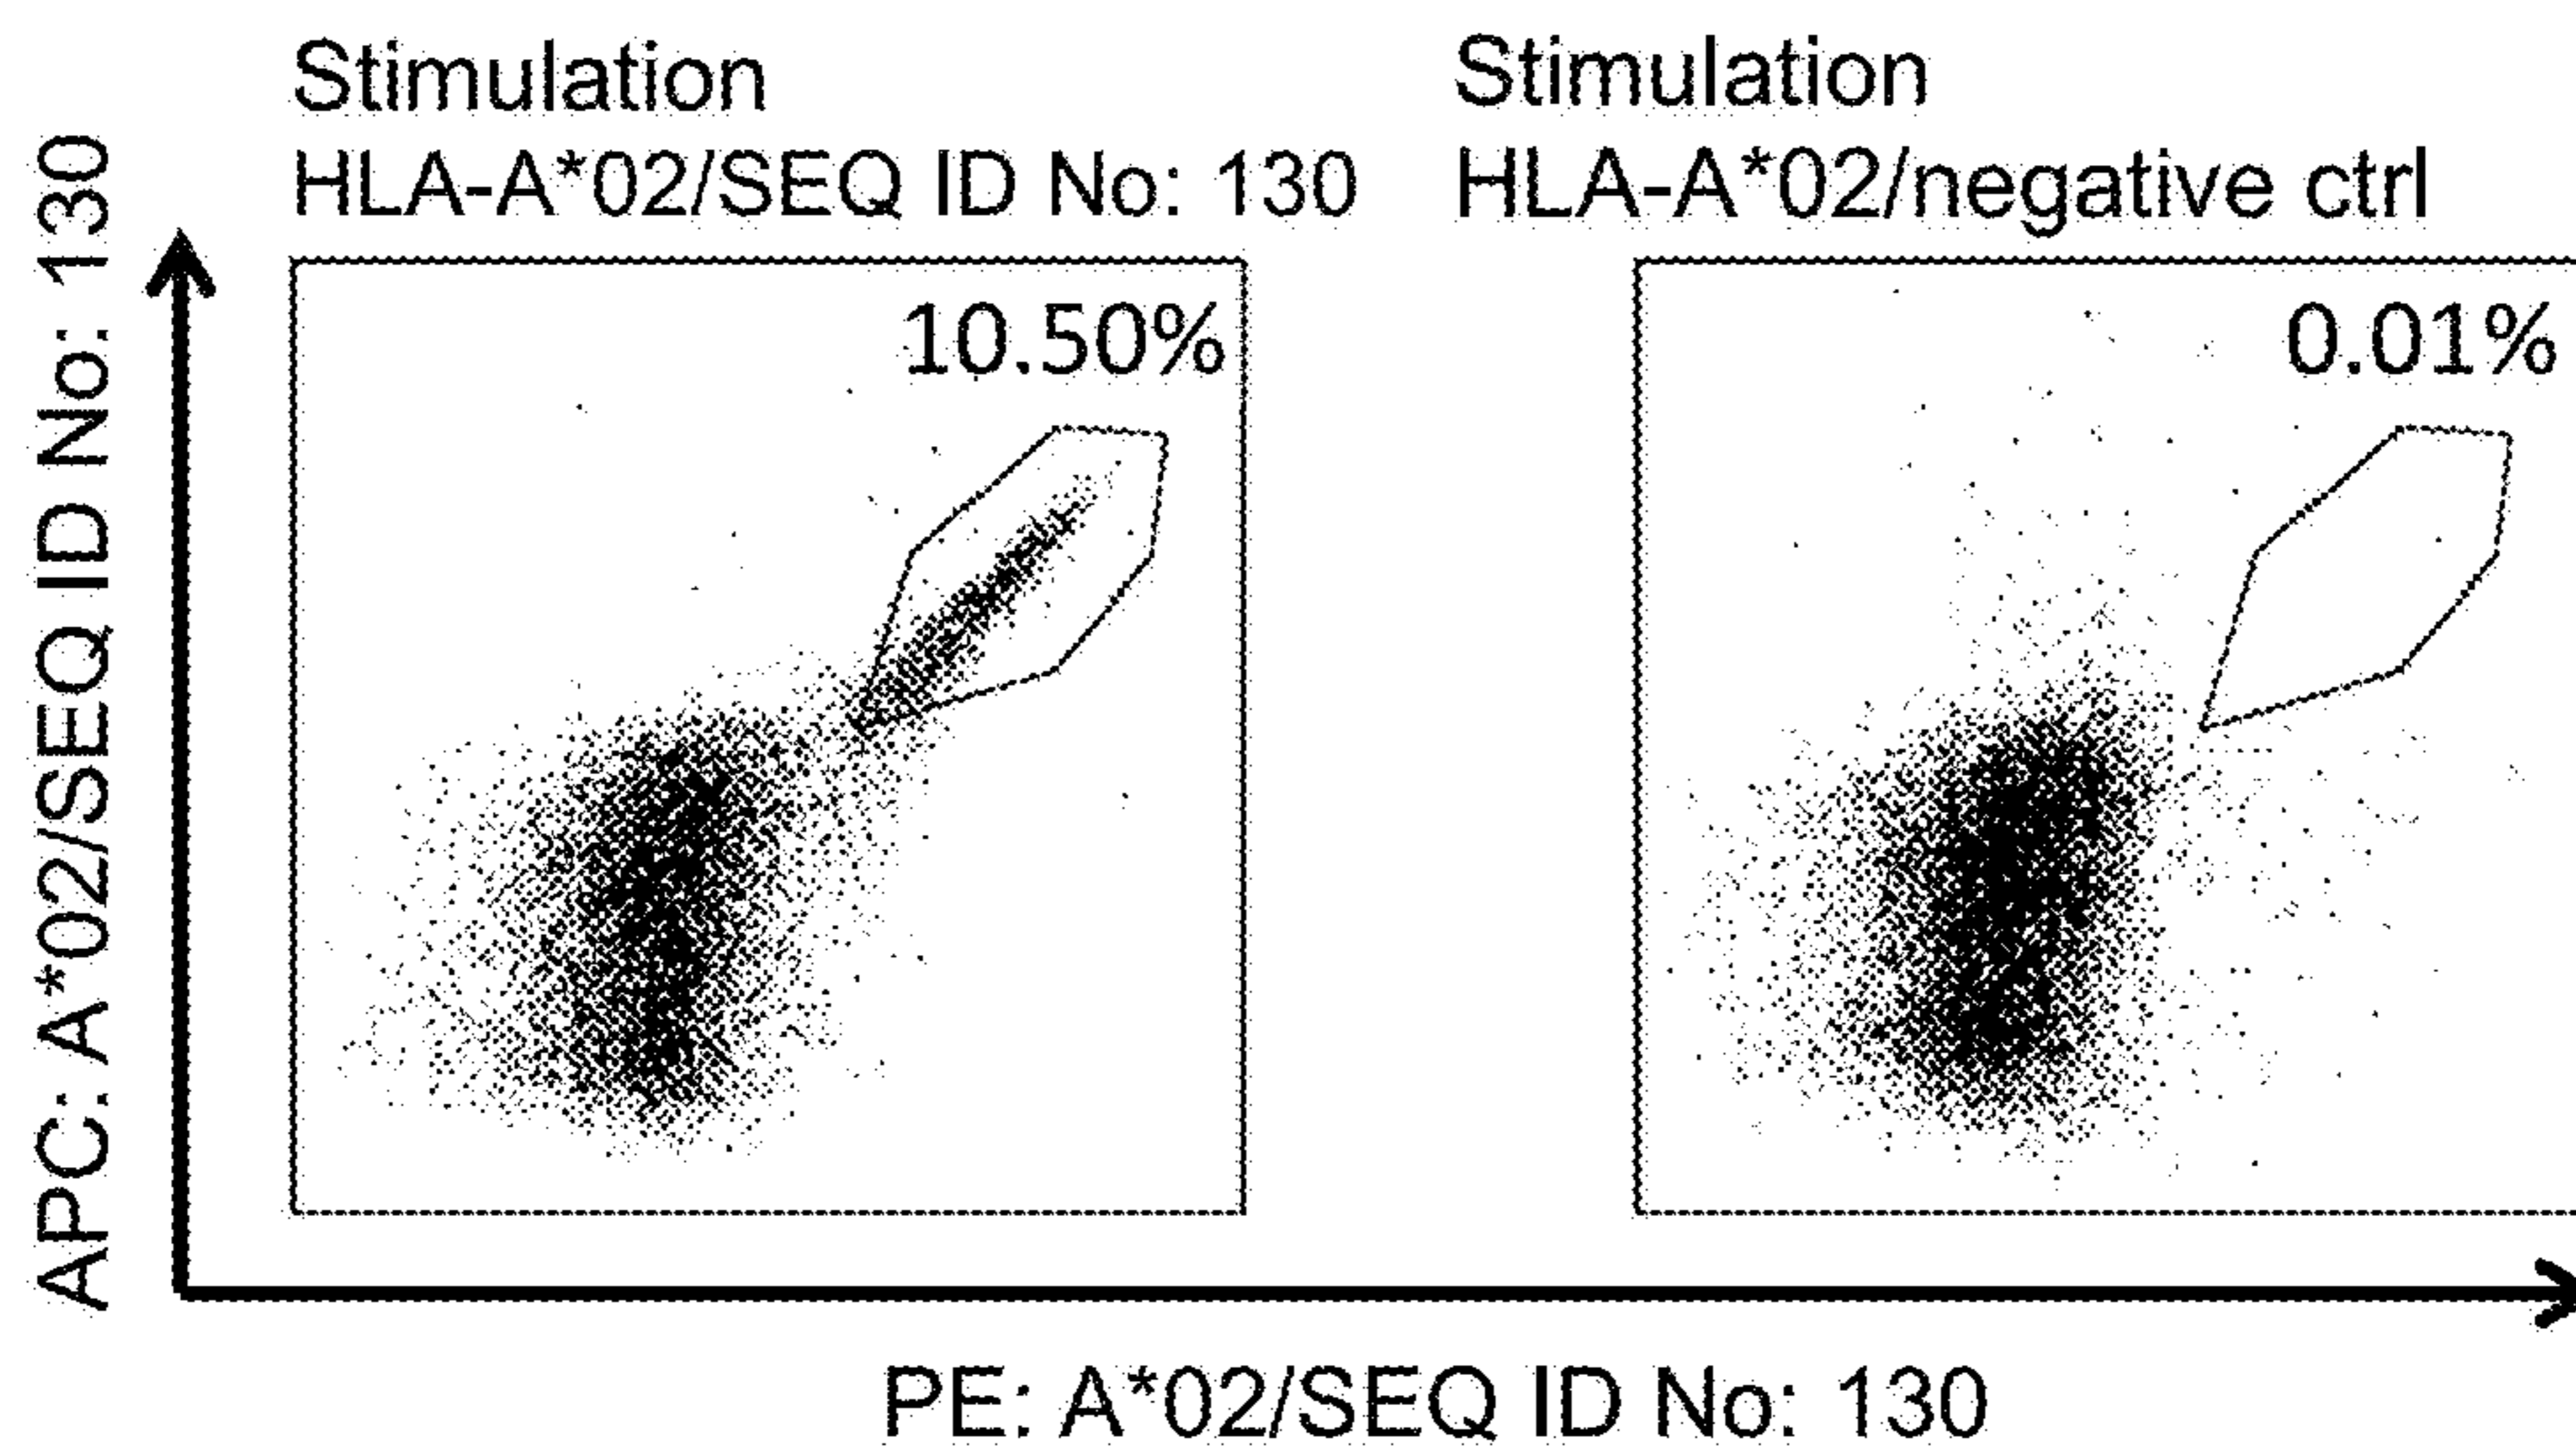 Stimulation
HLA-A*02/SEQ ID No: 130
Stimulation
HLA-A*02/negative ctrl
APC: A*02/SEQ ID No: 130
10.50%
0.01%
PE: A*02/SEQ ID No: 130